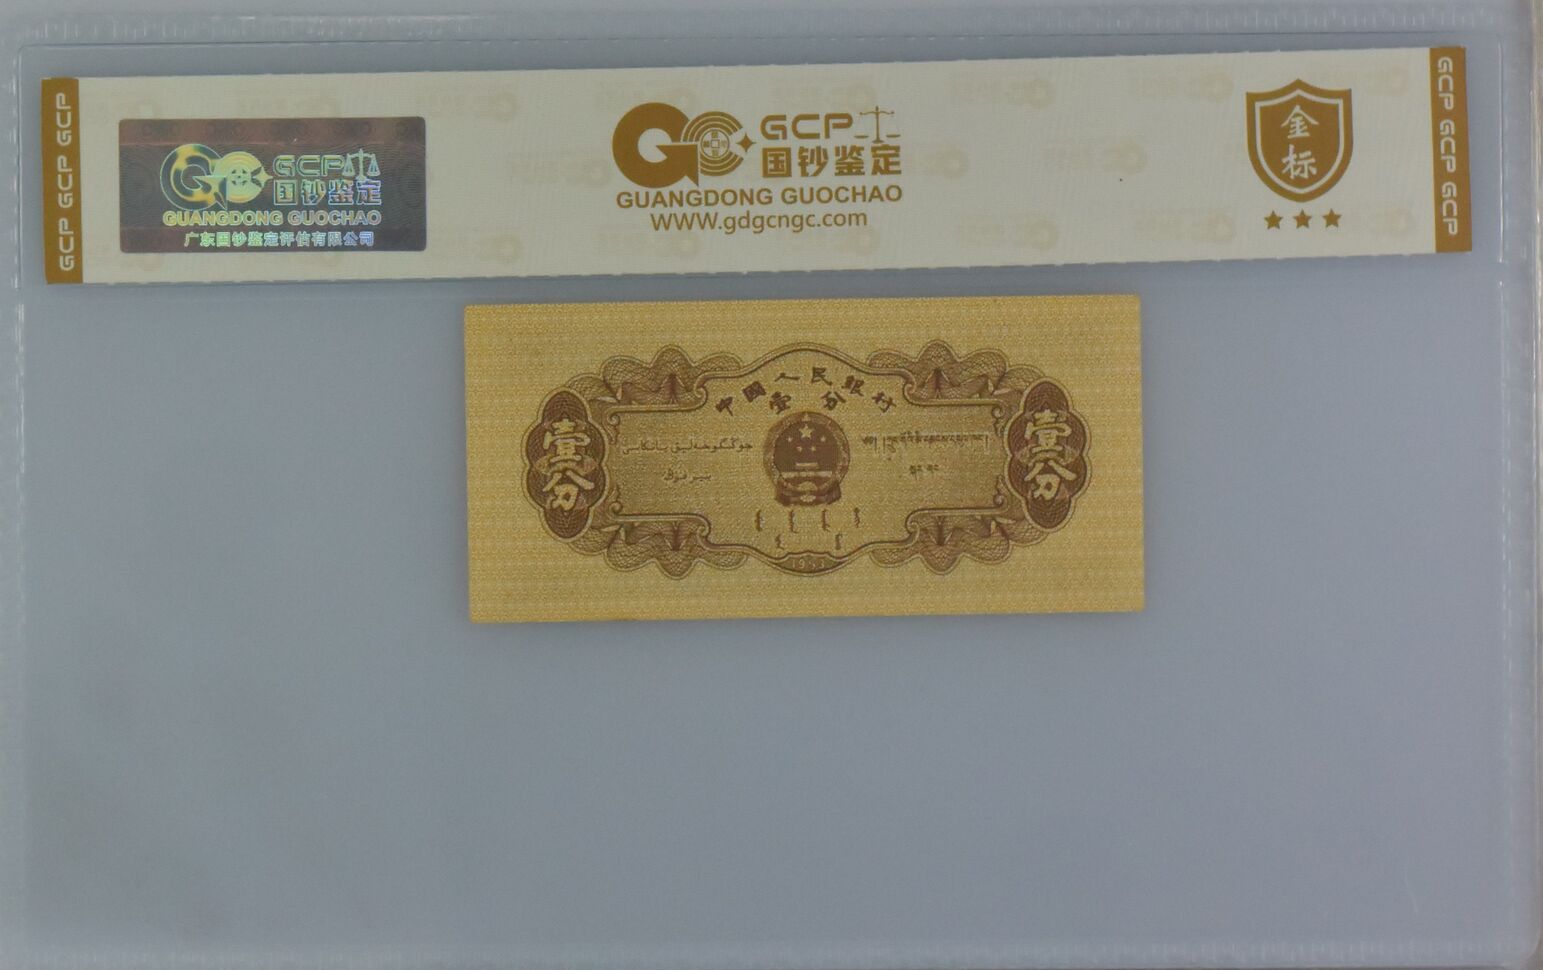 GCP GCP GCP
GCP
国钞鉴定
GUANGDONG GUOCHAO
广东国钞鉴定评估有限公司
GCP
国钞鉴定
GUANGDONG GUOCHAO
WWW.gdgcngc.com
金标
GCP GCP GCP
中国人民银行
壹分
壹分
壹分
1953